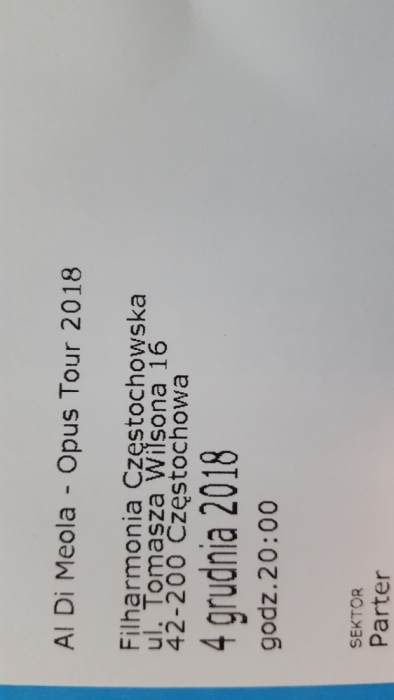 Al Di Meola - Opus Tour 2018
Filharmonia Częstochowska
ul. Tomasza Wilsona 16
42-200 Częstochowa
4 grudnia 2018
godz.20:00
SEKTOR
Parter